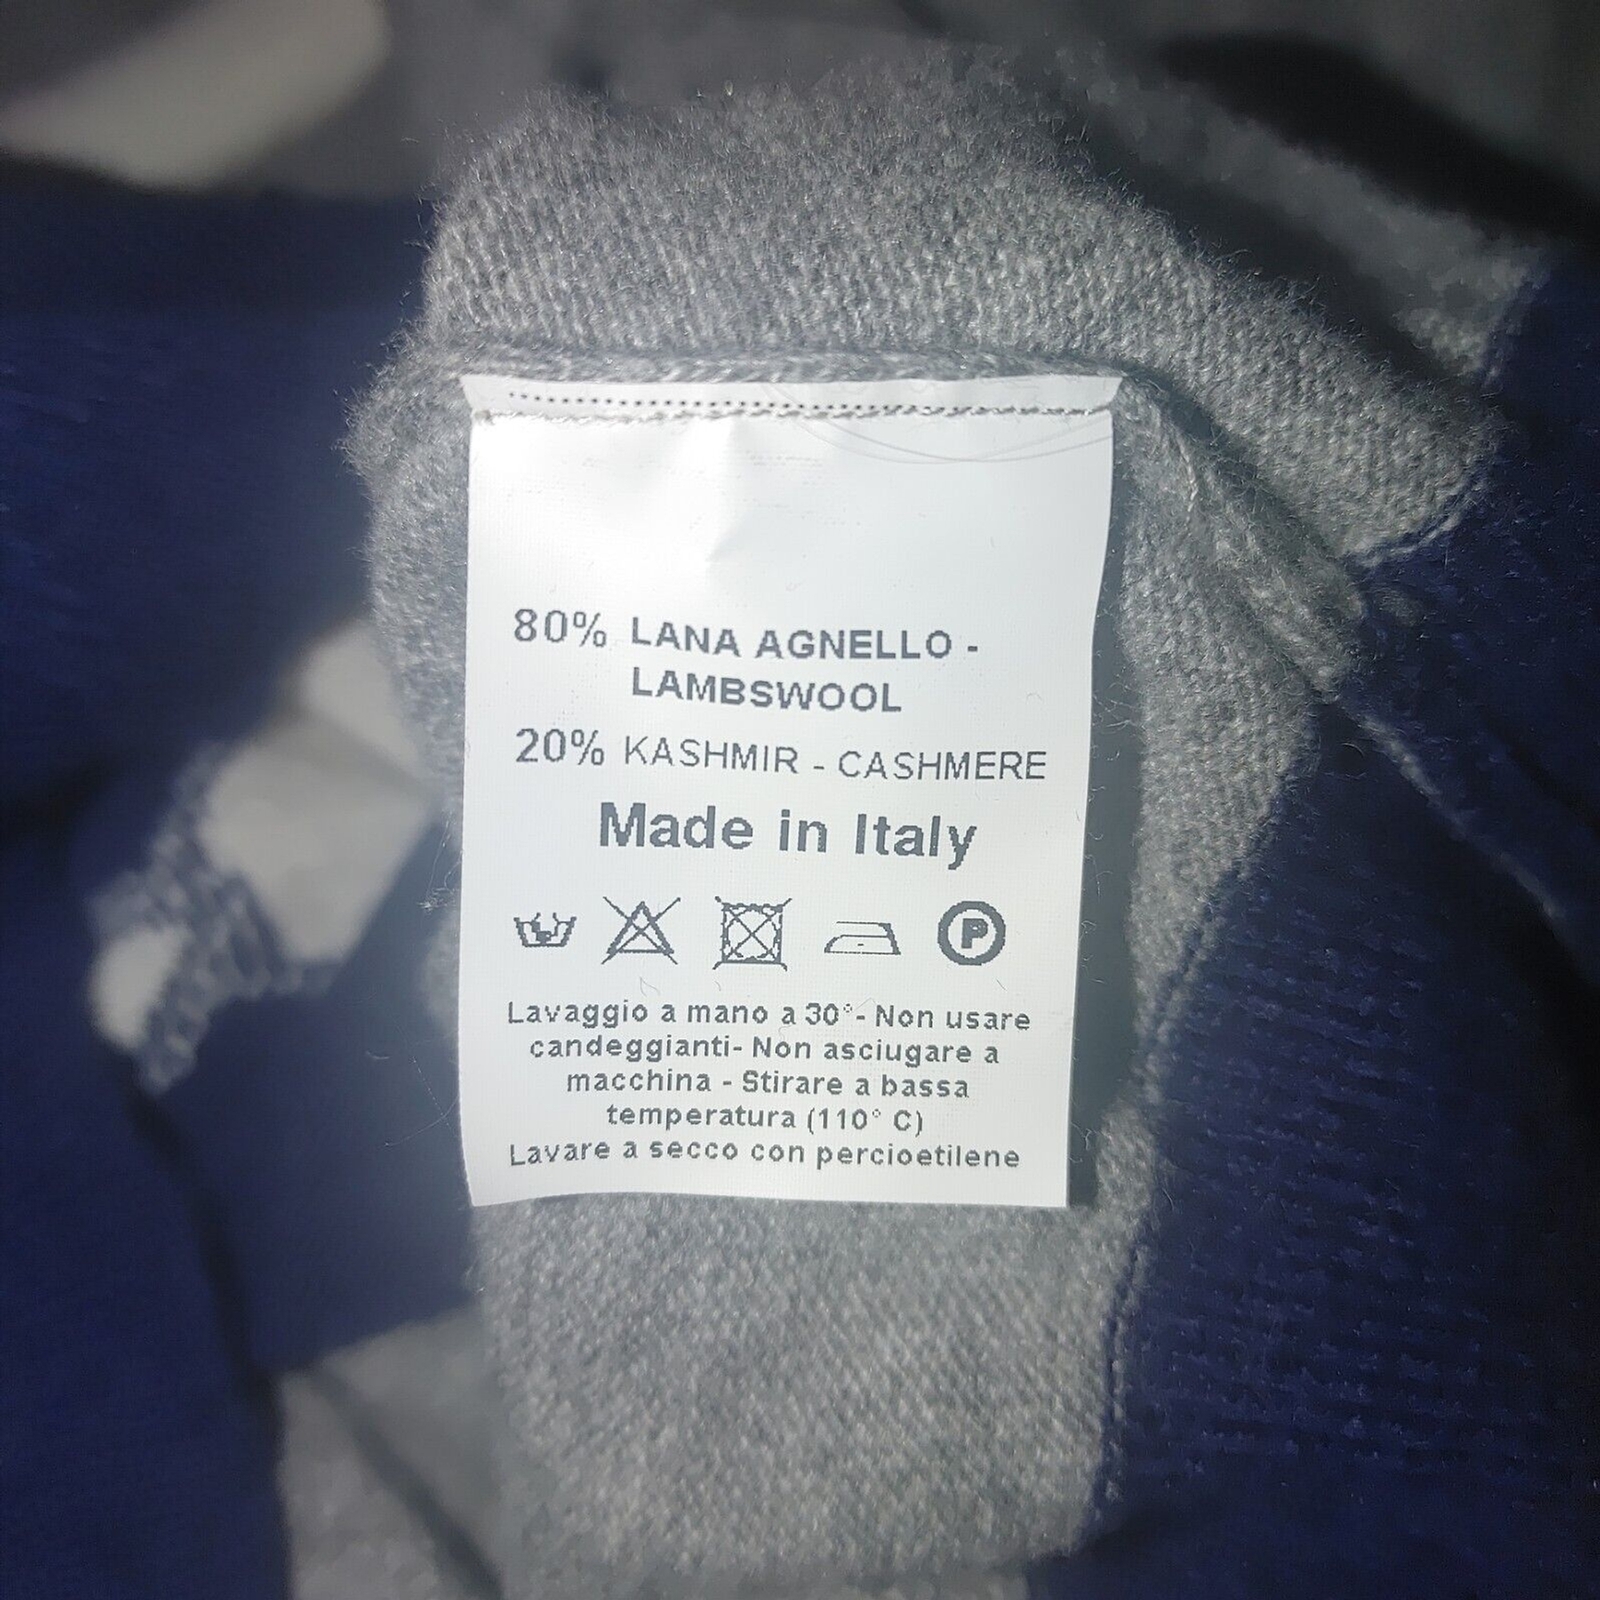 80% LANA AGNELLO -
LAMBSWOOL
20% KASHMIR - CASHMERE
Made in Italy
P
Lavaggio a mano a 30°- Non usare
candeggianti- Non asciugare a
macchina - Stirare a bassa
temperatura (110° C)
Lavare a secco con percioetilene